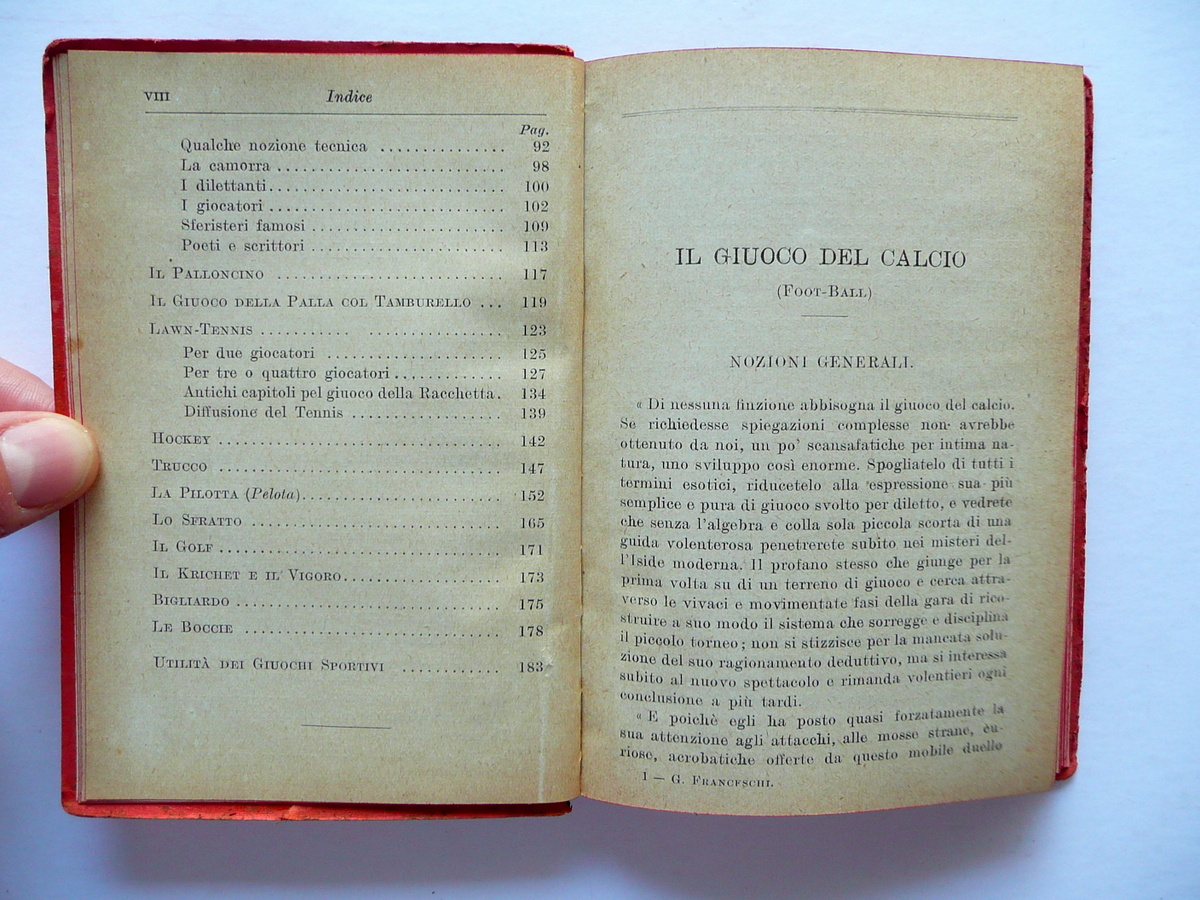 VIII Indice
Pag.
Qualche nozione tecnica ............... 92
La camorra ........................... 98
I dilettanti........................... 100
I giocatori ........................... 102
Sferisteri famosi ...................... 109
Poeti e scrittori ...................... 113
Il Palloncino .......................... 117
Il Giuoco della Palla col Tamburello ... 119
Lawn-Tennis ........... ................ 123
Per due giocatori .................... 125
Per tre o quattro giocatori............. 127
Antichi capitoli pel giuoco della Racchetta. 134
Diffusione del Tennis .................. 139
Hockey ................................. 142
Trucco ................................. 147
La Pilotta (Pelota)....................... 152
Lo Sfratto ............................. 165
Il Golf................................. 171
Il Krichet e il Vigoro................... 173
Bigliardo ............................... 175
Le Boccie .............................. 178
Utilità dei Giuochi Sportivi ........... 183
IL GIUOCO DEL CALCIO
(Foot-Ball)
NOZIONI GENERALI.
« Di nessuna finzione abbisogna il giuoco del calcio.
Se richiedesse spiegazioni complesse non avrebbe
ottenuto da noi, un po' scansafatiche per intima na-
tura, uno sviluppo così enorme. Spogliatelo di tutti i
termini esotici, riducetelo alla espressione sua più
semplice e pura di giuoco svolto per diletto, e vedrete
che senza l'algebra e colla sola piccola scorta di una
guida volenterosa penetrerete subito nei misteri del-
l'Iside moderna. Il profano stesso che giunge per la
prima volta su di un terreno di giuoco e cerca attra-
verso le vivaci e movimentate fasi della gara di rico-
struire a suo modo il sistema che sorregge e disciplina
il piccolo torneo; non si stizzisce per la mancata solu-
zione del suo ragionamento deduttivo, ma si interessa
subito al nuovo spettacolo e rimanda volentieri ogni
conclusione a più tardi.
« E poichè egli ha posto quasi forzatamente la
sua attenzione agli attacchi, alle mosse strane, cu-
riose, acrobatiche offerte da questo mobile duello
1 — G. Franceschi.